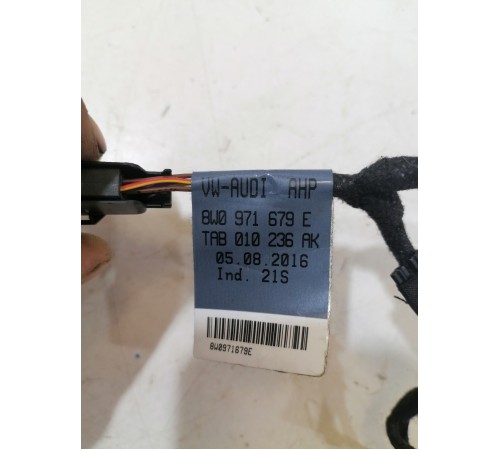 VW-AUDI AHP
8W0 971 679 E
TAB 010 236 AK
05.08.2016
Ind. 21S
8W0971679E